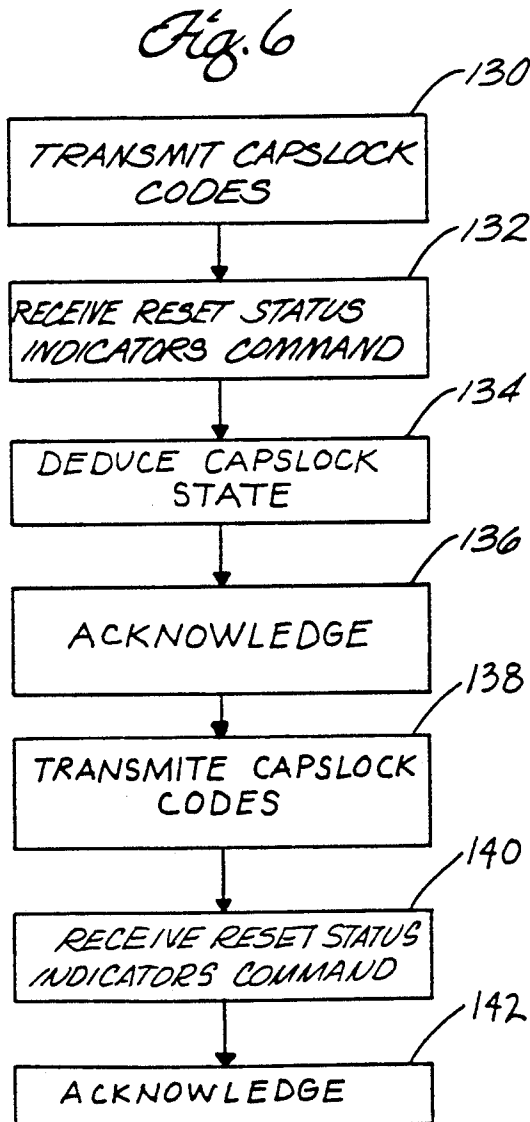 Fig. 6
130
TRANSMIT CAPSLOCK
CODES
132
RECEIVE RESET STATUS
INDICATORS COMMAND
134
DEDUCE CAPSLOCK
STATE
136
ACKNOWLEDGE
138
TRANSMITE CAPSLOCK
CODES
140
RECEIVE RESET STATUS
INDICATORS COMMAND
142
ACKNOWLEDGE